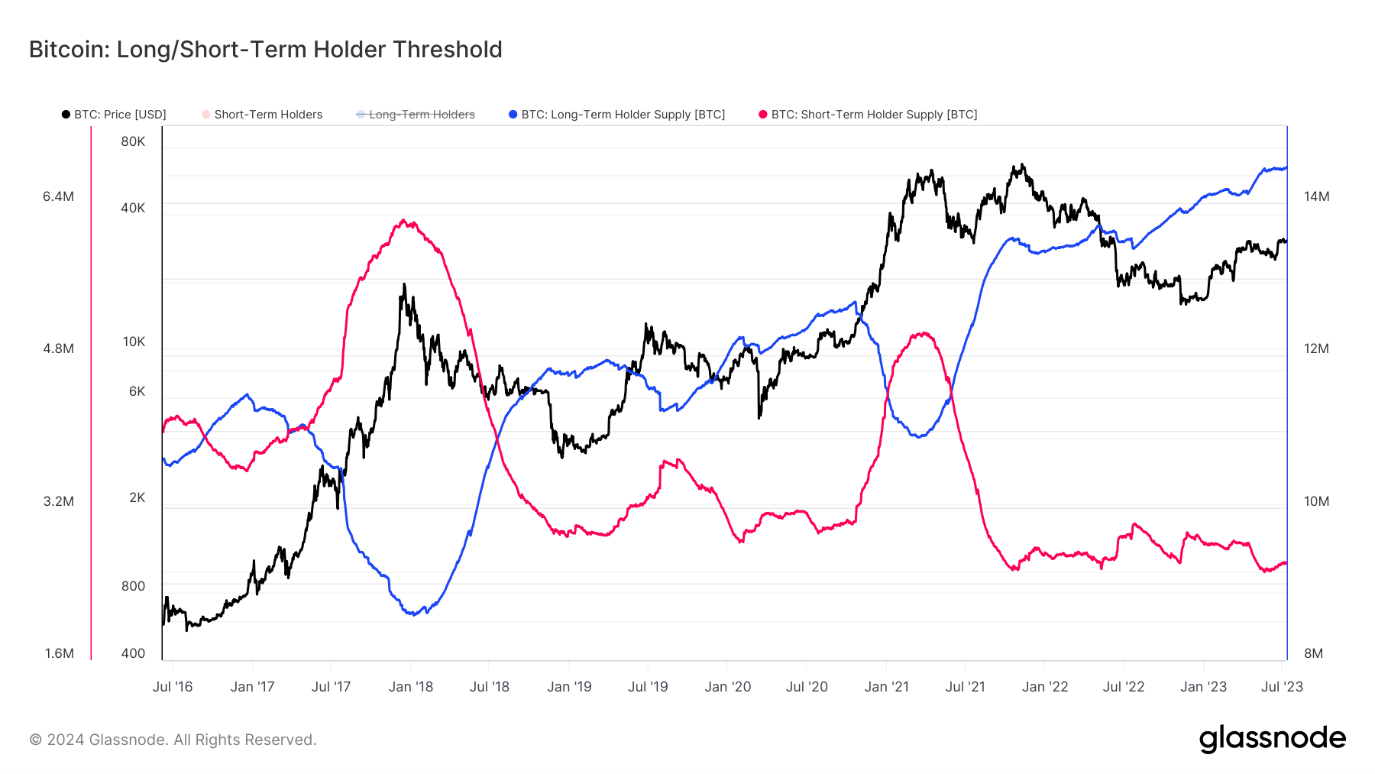 Bitcoin: Long/Short-Term Holder Threshold
BTC: Price [USD] Short-Term Holders Long-Term Holders BTC: Long-Term Holder Supply [BTC] BTC: Short-Term Holder Supply [BTC]
80K
6.4M 40K 14M
4.8M 10K 12M
6K
3.2M 2K 10M
800
1.6M 400 8M
Jul '16 Jan '17 Jul '17 Jan '18 Jul '18 Jan '19 Jul '19 Jan '20 Jul '20 Jan '21 Jul '21 Jan '22 Jul '22 Jan '23 Jul '23
© 2024 Glassnode. All Rights Reserved. glassnode